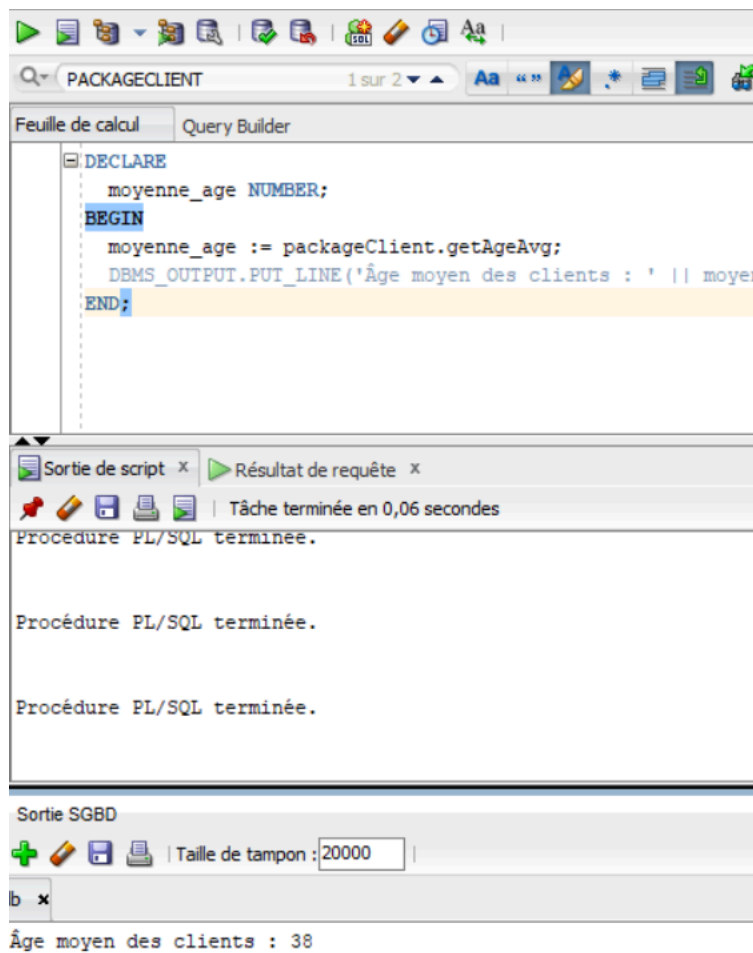 PACKAGECLIENT 1 sur 2 Aa “” .*
Feuille de calcul Query Builder
DECLARE
moyenne_age NUMBER;
BEGIN
moyenne_age := packageClient.getAgeAvg;
DBMS_OUTPUT.PUT_LINE('Âge moyen des clients : ' || moyen
END;
Sortie de script x Résultat de requête x
Tâche terminée en 0,06 secondes
Procédure PL/SQL terminée.
Procédure PL/SQL terminée.
Procédure PL/SQL terminée.
Sortie SGBD
Taille de tampon : 20000
b x
Âge moyen des clients : 38